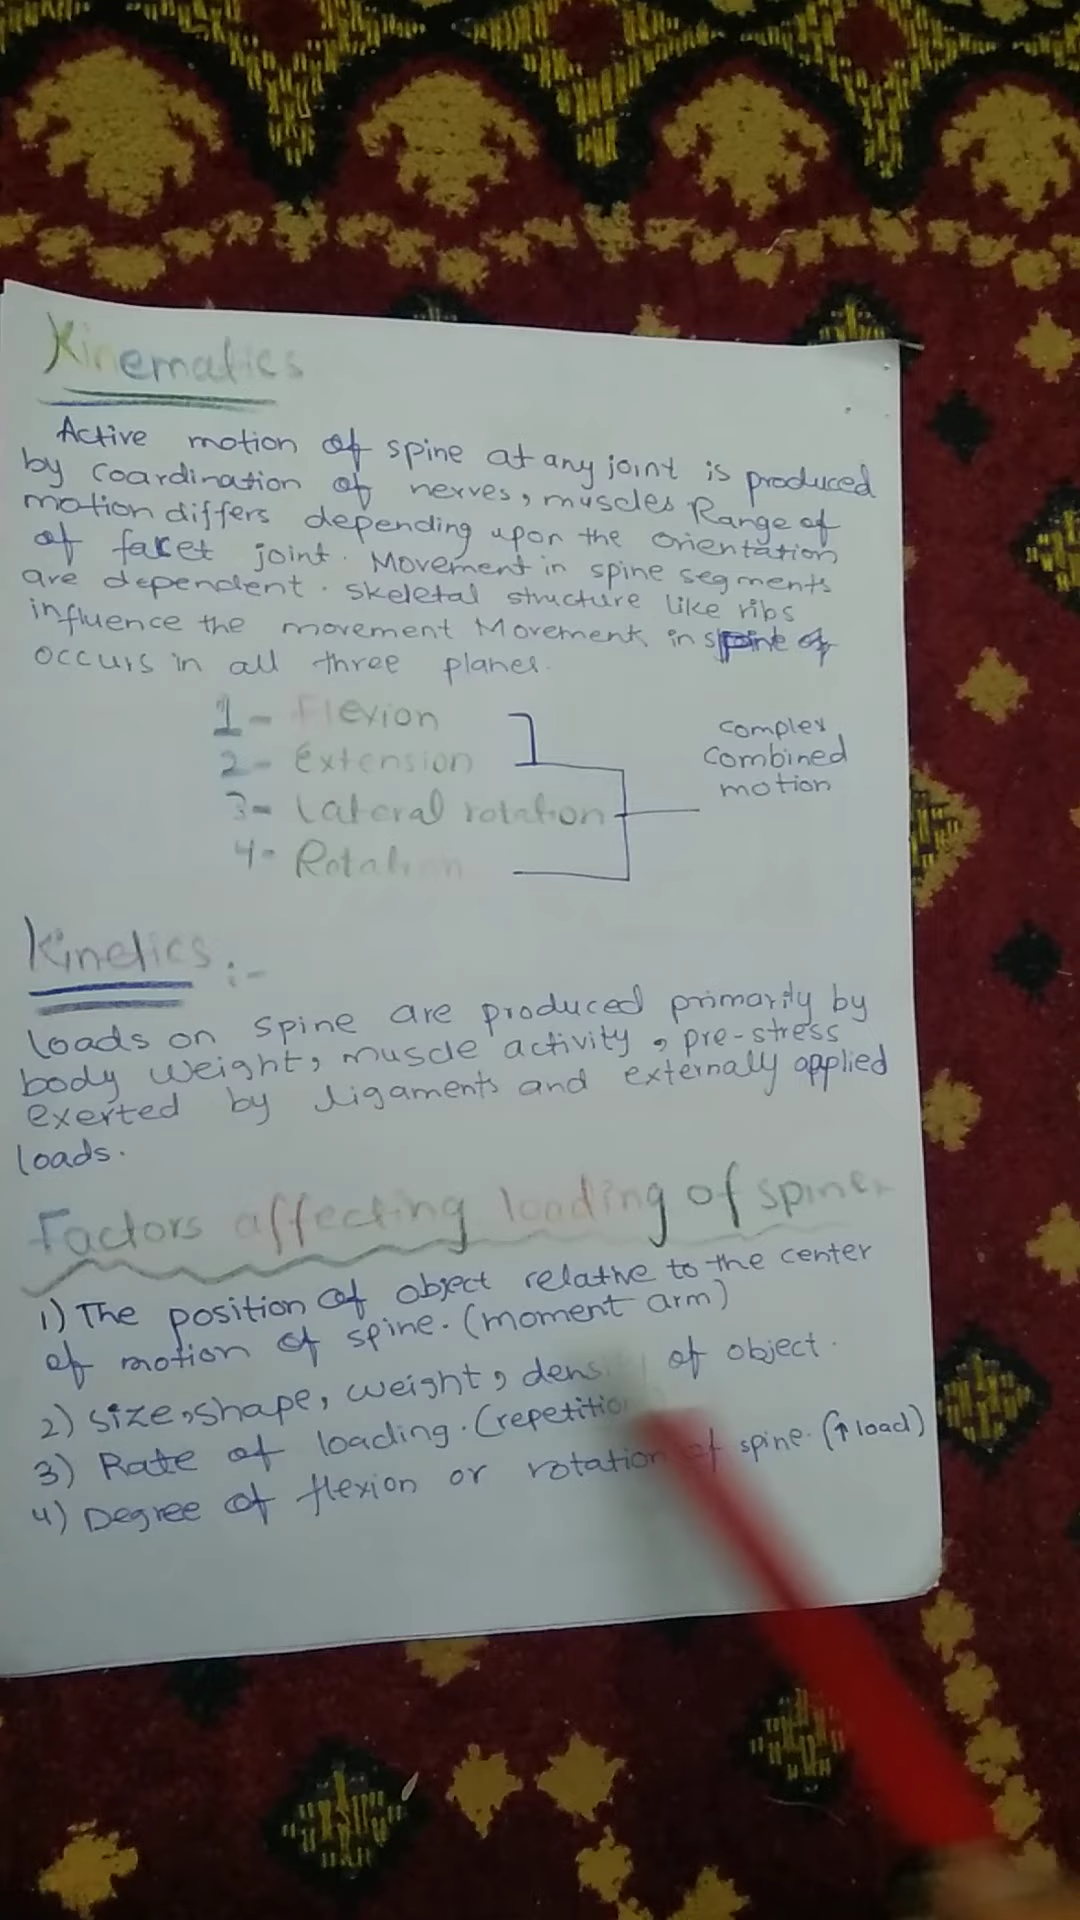 Kinematics
Active motion of spine at any joint is produced
by coardination of nerves, muscles Range of
motion differs depending upon the orientation
of facet joint. Movement in spine segments
are dependent. skeletal structure like ribs
influence the movement Movement in spine of
occurs in all three planes.
1- Flexion
2- Extension
3- Lateral rotation
4- Rotation
complex
combined
motion
Kinetics :-
loads on spine are produced primarily by
body weight, muscle activity, pre-stress
exerted by ligaments and externally applied
loads.
Factors affecting loading of spine
1) The position of object relative to the center
of motion of spine. (moment arm)
2) size, shape, weight, of object.
3) Rate of loading. (
4) Degree of flexion or rotation of spine. (↑ load)